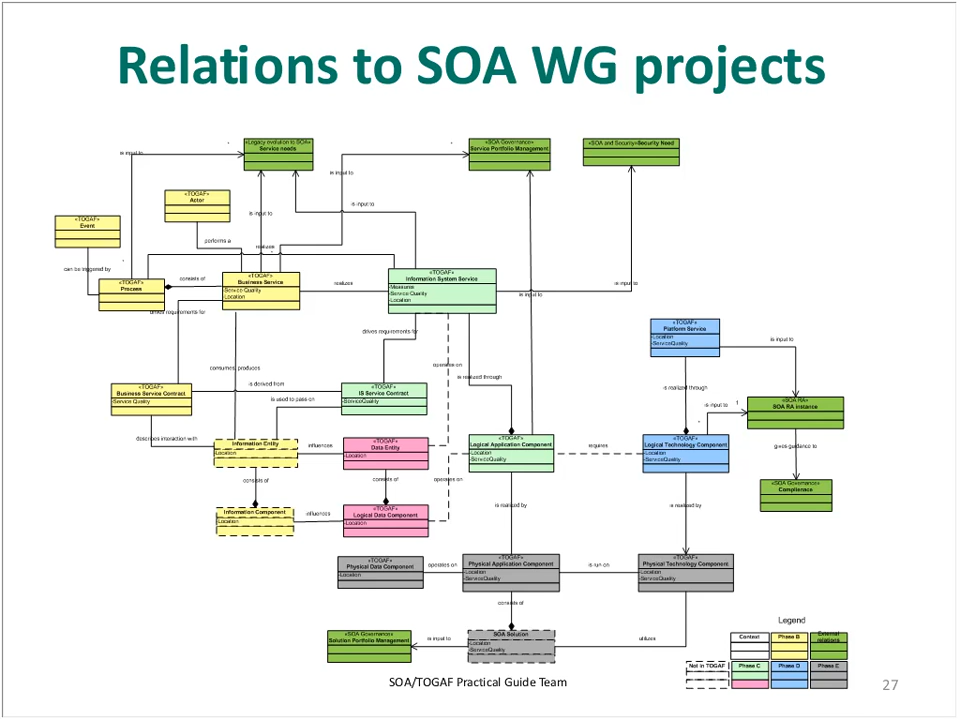 Relations to SOA WG projects
«Legacy evolution to SOA»
Service needs
«SOA Governance»
Service Portfolio Management
«SOA and Security»Security Need
is input to
is input to
«TOGAF»
Actor
is input to
is input to
«TOGAF»
Event
performs a
realizes
can be triggered by
«TOGAF»
Process
consists of
«TOGAF»
Business Service
-Service Quality
-Location
realizes
«TOGAF»
Information System Service
-Measures
-Service Quality
-Location
is input to
is input to
drives requirements for
drives requirements for
«TOGAF»
Platform Service
-Location
-ServiceQuality
is input to
operates on
consumes, produces
is realized through
«TOGAF»
Business Service Contract
-Service Quality
is derived from
is used to pass on
«TOGAF»
IS Service Contract
-ServiceQuality
is realized through
is input to
1
«SOA RA»
SOA RA instance
describes interaction with
Information Entity
-Location
influences
«TOGAF»
Data Entity
-Location
«TOGAF»
Logical Application Component
-Location
-ServiceQuality
requires
«TOGAF»
Logical Technology Component
-Location
-ServiceQuality
gives guidance to
consists of
consists of
operates on
«SOA Governance»
Complienace
Information Component
-Location
influences
«TOGAF»
Logical Data Component
-Location
is realized by
is realized by
«TOGAF»
Physical Data Component
-Location
operates on
«TOGAF»
Physical Application Component
-Location
-ServiceQuality
is run on
«TOGAF»
Physical Technology Component
-Location
-ServiceQuality
consists of
«SOA Governance»
Solution Portfolio Management
is input to
SOA Solution
-Location
-ServiceQuality
utilizes
Legend
Context
Phase B
External relations
Not in TOGAF
Phase C
Phase D
Phase E
SOA/TOGAF Practical Guide Team
27